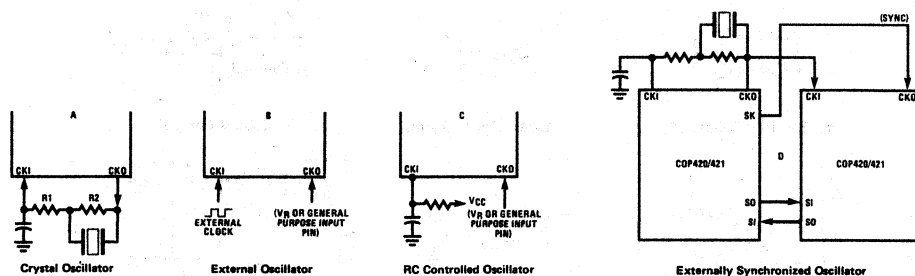 A
CKI
CKO
R1
R2
Crystal Oscillator
B
CKI
CKO
EXTERNAL
CLOCK
(VR OR GENERAL
PURPOSE INPUT
PIN)
External Oscillator
C
CKI
CKO
VCC
(VR OR GENERAL
PURPOSE INPUT
PIN)
RC Controlled Oscillator
(SYNC)
CKI
CKO
SK
COP420/421
SO
SI
D
CKI
CKO
COP420/421
SI
SO
Externally Synchronized Oscillator